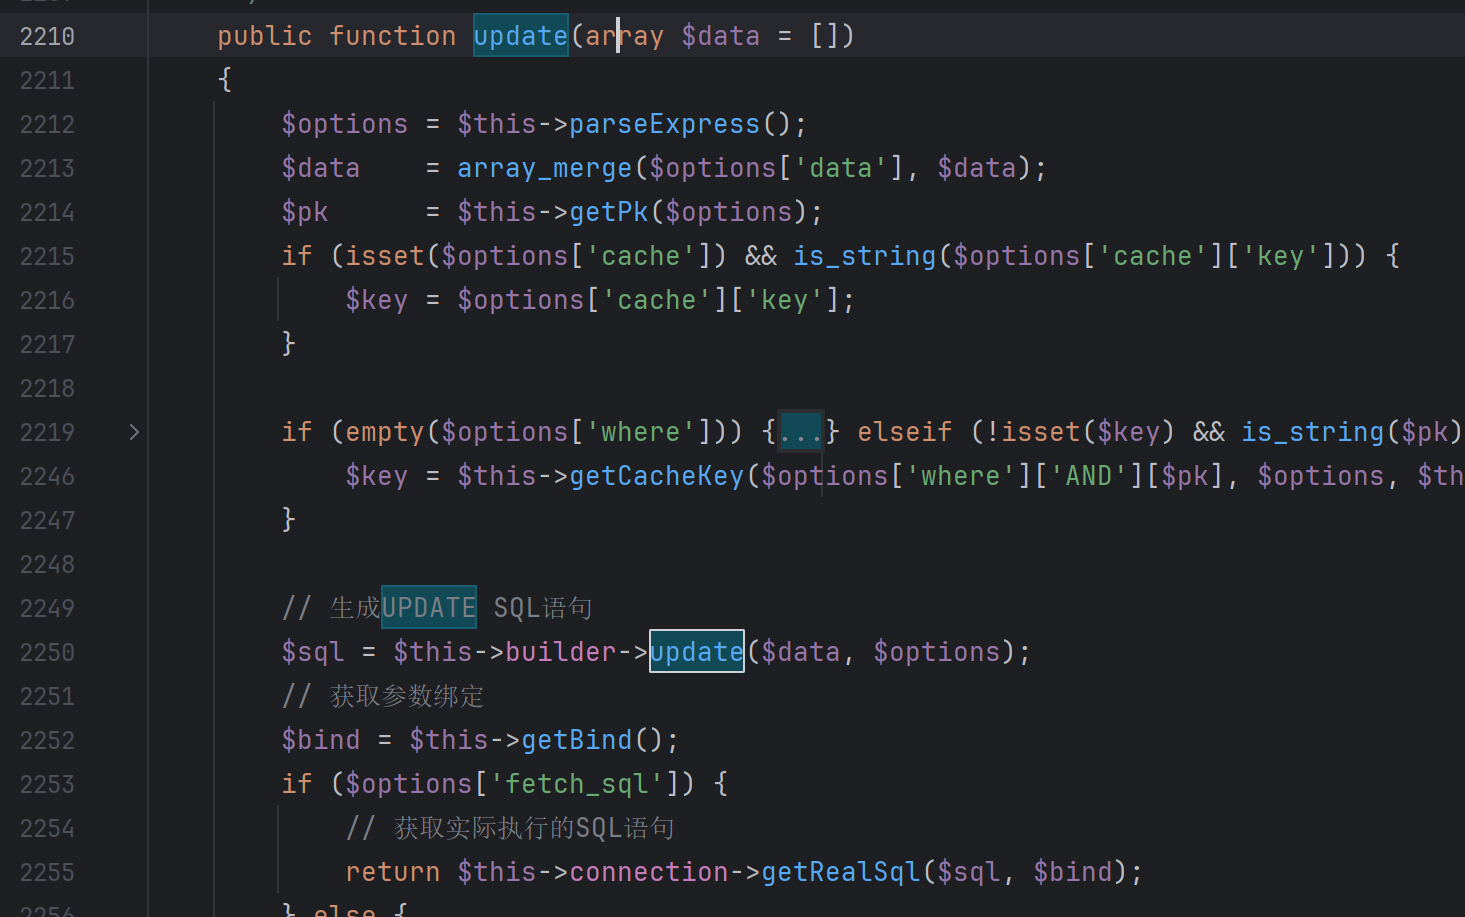 2210 public function update(array $data = [])
2211 {
2212 $options = $this->parseExpress();
2213 $data    = array_merge($options['data'], $data);
2214 $pk      = $this->getPk($options);
2215 if (isset($options['cache']) && is_string($options['cache']['key'])) {
2216 $key = $options['cache']['key'];
2217 }
2218
2219 if (empty($options['where'])) {...} elseif (!isset($key) && is_string($pk)
2246 $key = $this->getCacheKey($options['where']['AND'][$pk], $options, $th
2247 }
2248
2249 // 生成UPDATE SQL语句
2250 $sql = $this->builder->update($data, $options);
2251 // 获取参数绑定
2252 $bind = $this->getBind();
2253 if ($options['fetch_sql']) {
2254 // 获取实际执行的SQL语句
2255 return $this->connection->getRealSql($sql, $bind);
2256 } else {